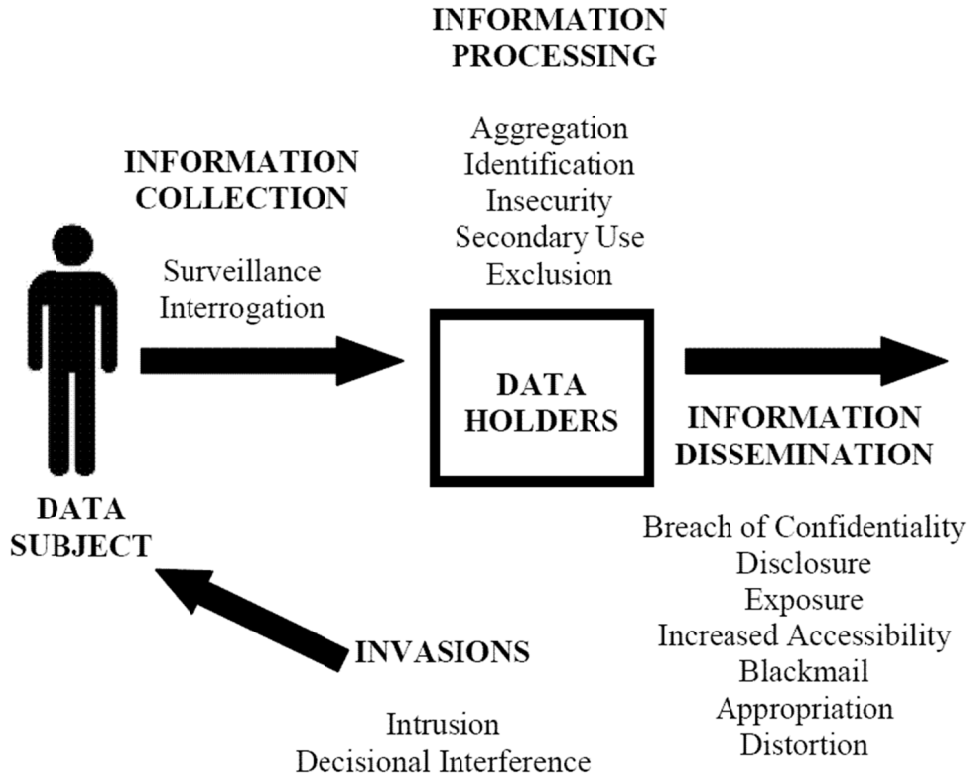 INFORMATION
PROCESSING
Aggregation
Identification
Insecurity
Secondary Use
Exclusion
INFORMATION
COLLECTION
Surveillance
Interrogation
DATA
HOLDERS
INFORMATION
DISSEMINATION
Breach of Confidentiality
Disclosure
Exposure
Increased Accessibility
Blackmail
Appropriation
Distortion
DATA
SUBJECT
INVASIONS
Intrusion
Decisional Interference